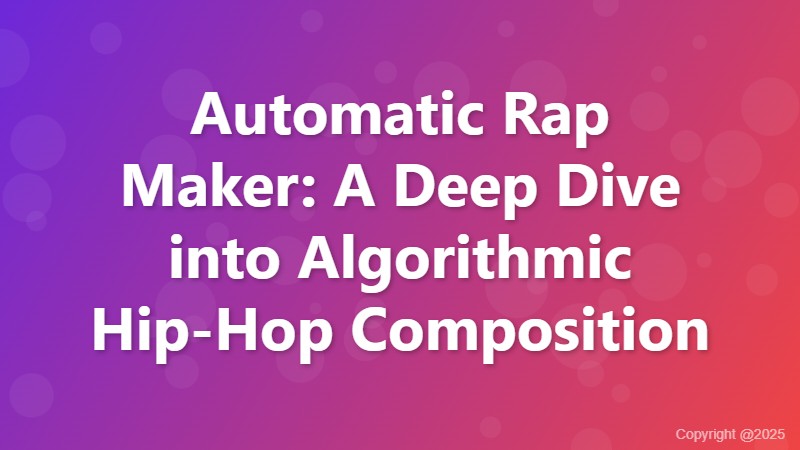 Automatic Rap
Maker: A Deep Dive
into Algorithmic
Hip-Hop Composition
Copyright @2025